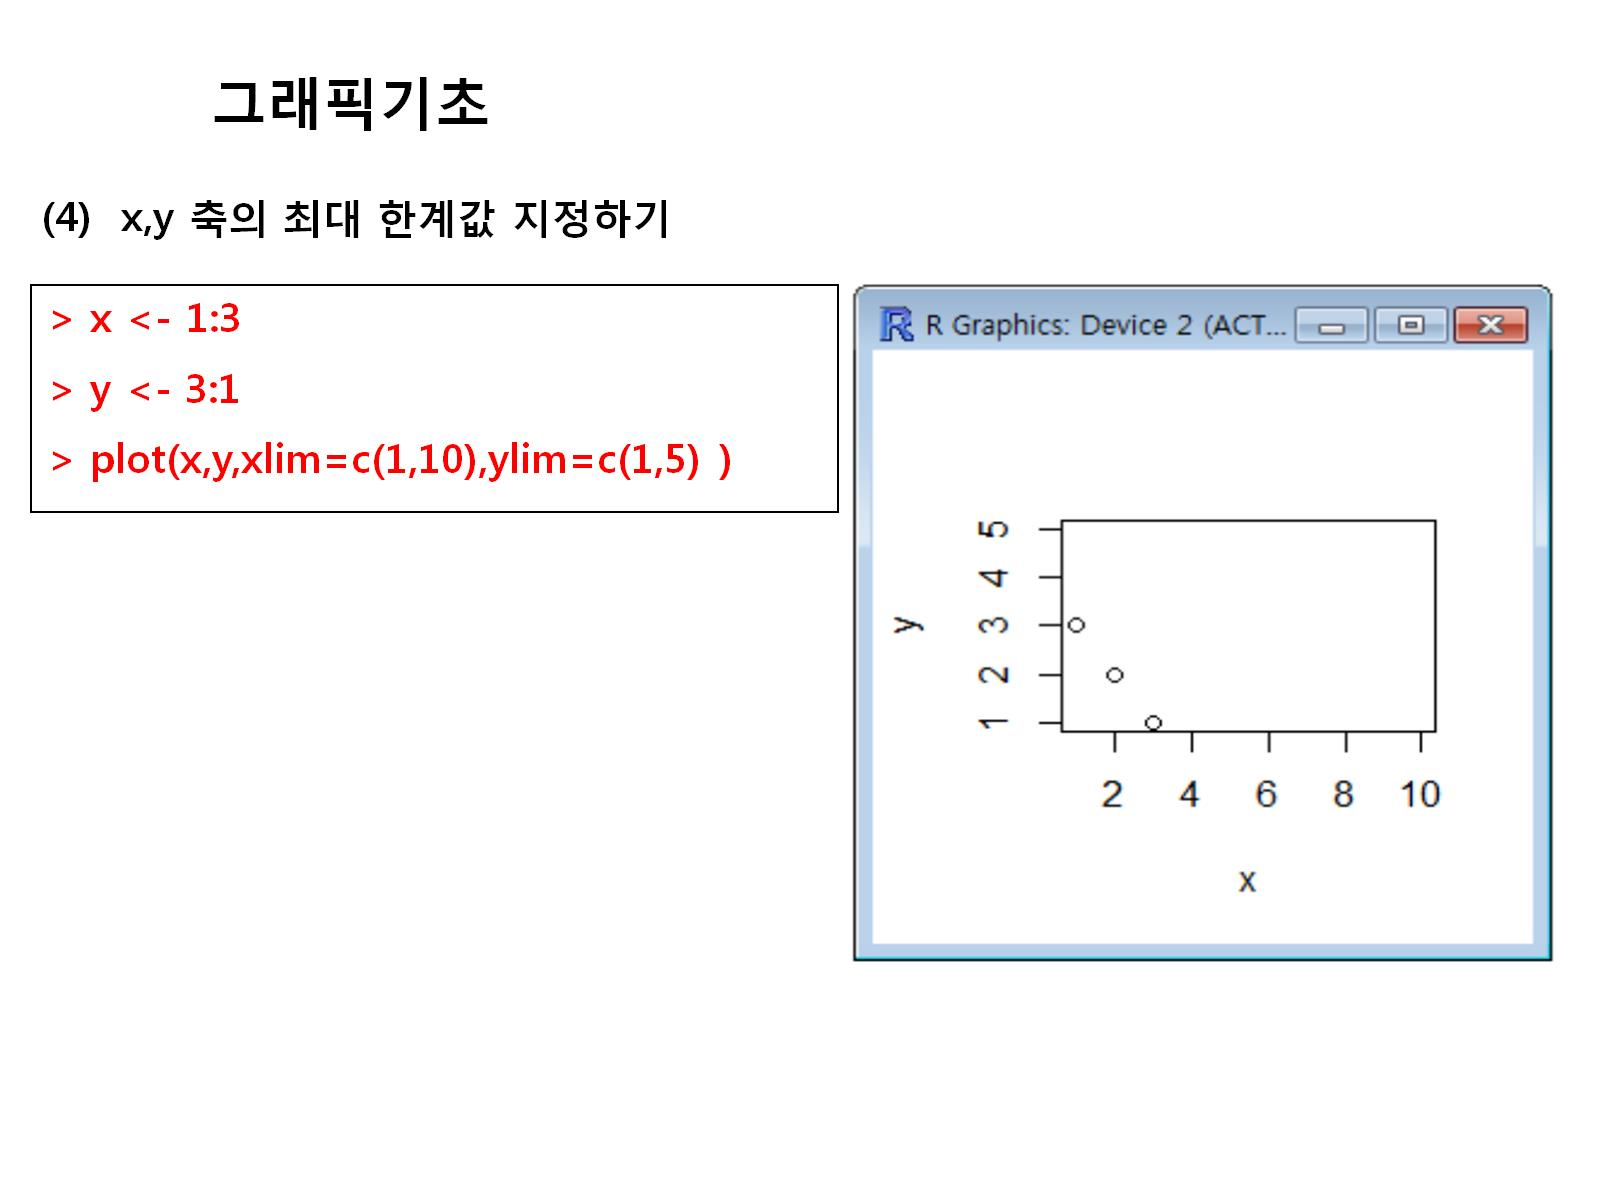 그래픽기초
(4) x,y 축의 최대 한계값 지정하기
> x <- 1:3
> y <- 3:1
> plot(x,y,xlim=c(1,10),ylim=c(1,5) )
R Graphics: Device 2 (ACT...
5
4
3
2
1
y
2 4 6 8 10
x